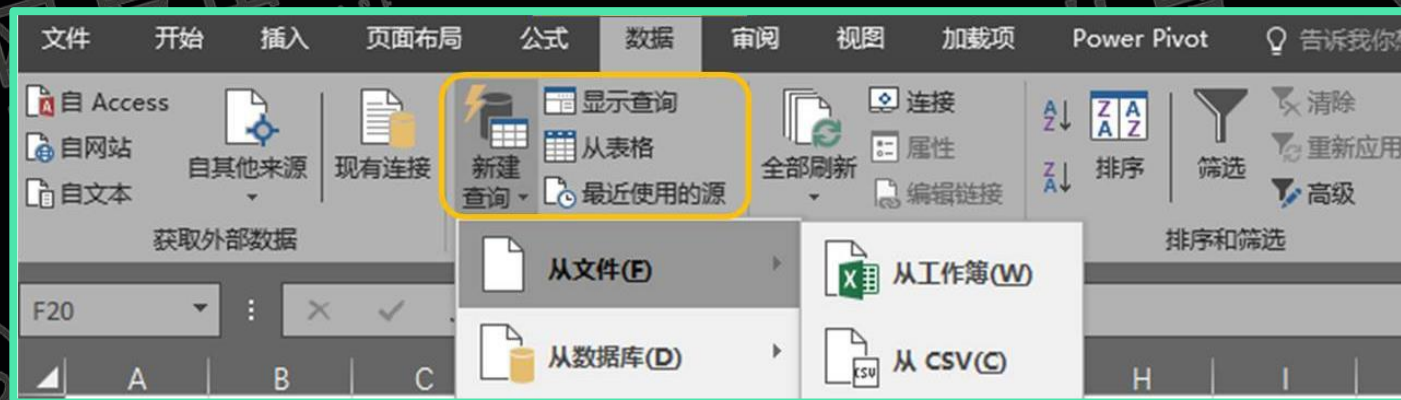 文件 开始 插入 页面布局 公式 数据 审阅 视图 加载项 Power Pivot 告诉我你
自 Access
自网站
自文本
自其他来源
现有连接
获取外部数据
新建
查询
显示查询
从表格
最近使用的源
全部刷新
连接
属性
编辑链接
排序
筛选
清除
重新应用
高级
排序和筛选
从文件(F)
从数据库(D)
从工作簿(W)
从 CSV(C)
F20
A B C H I